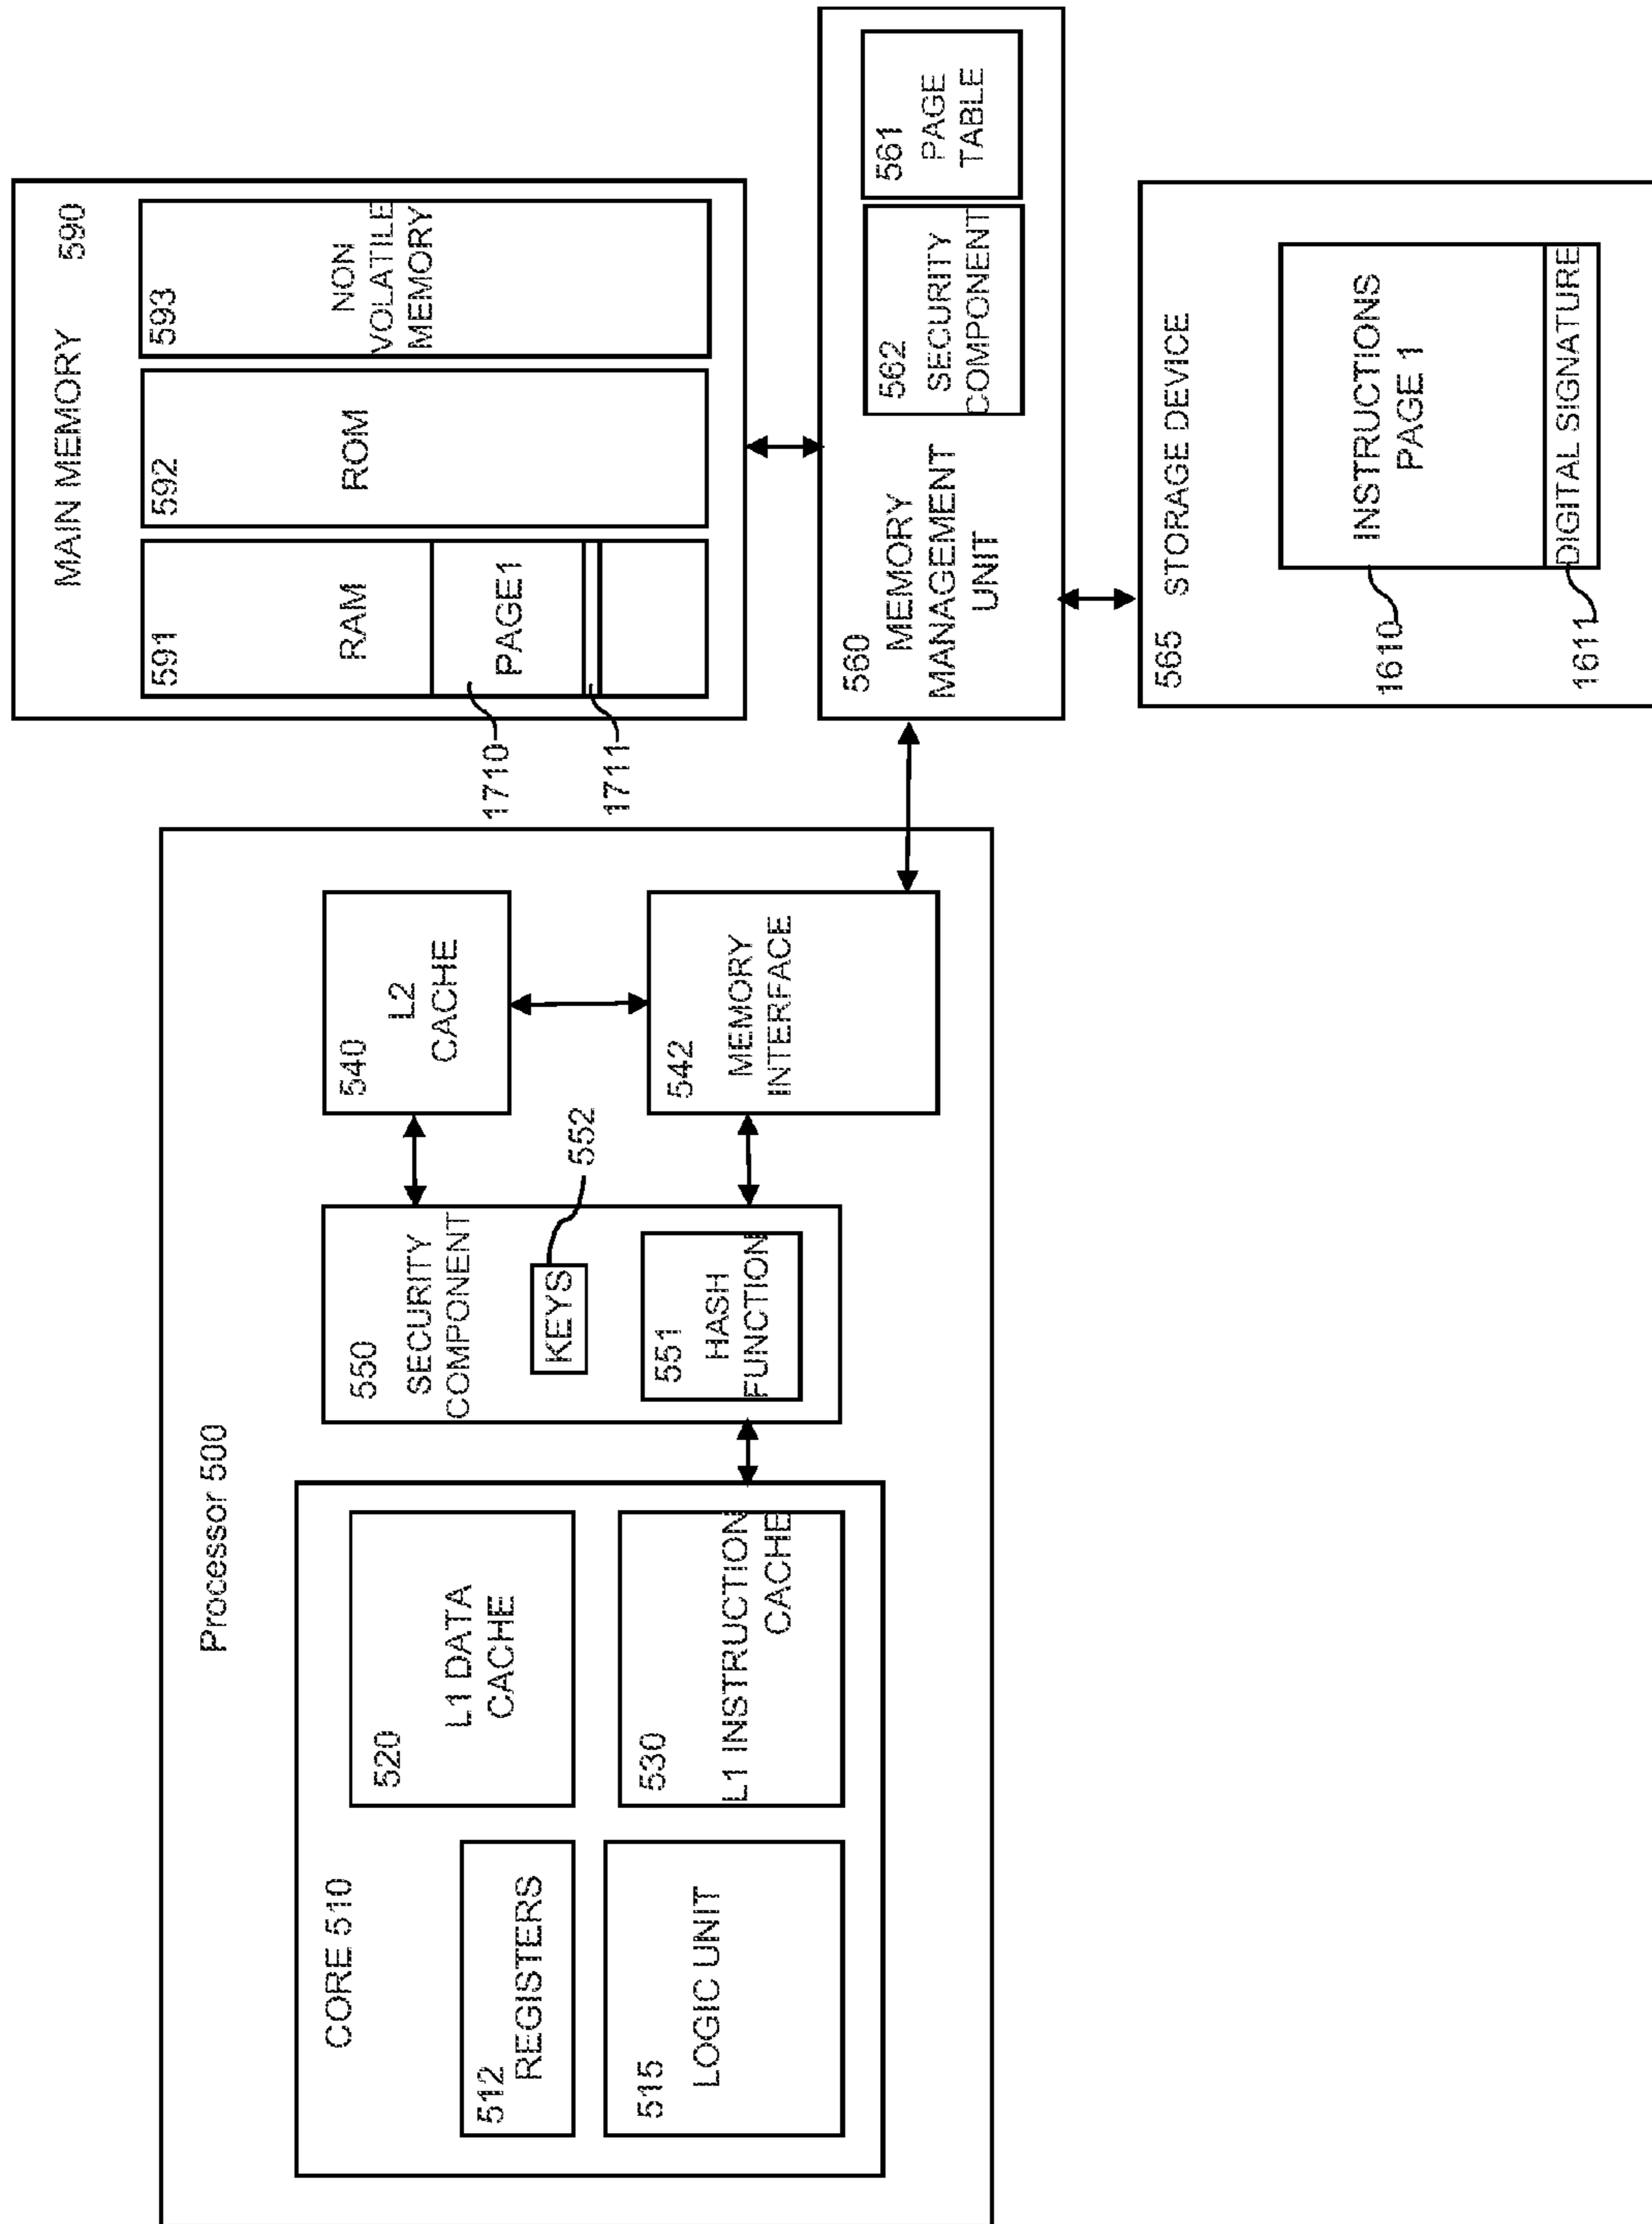 Processor 500
CORE 510
512
REGISTERS
515
LOGIC UNIT
520
L1 DATA
CACHE
530
L1 INSTRUCTION
CACHE
550
SECURITY
COMPONENT
KEYS
552
551
HASH
FUNCTION
540
L2
CACHE
542
MEMORY
INTERFACE
MAIN MEMORY 590
591
RAM
PAGE1
1710
1711
592
ROM
593
NON
VOLATILE
MEMORY
560
MEMORY
MANAGEMENT
UNIT
562
SECURITY
COMPONENT
561
PAGE
TABLE
565 STORAGE DEVICE
INSTRUCTIONS
PAGE 1
1610
DIGITAL SIGNATURE
1611